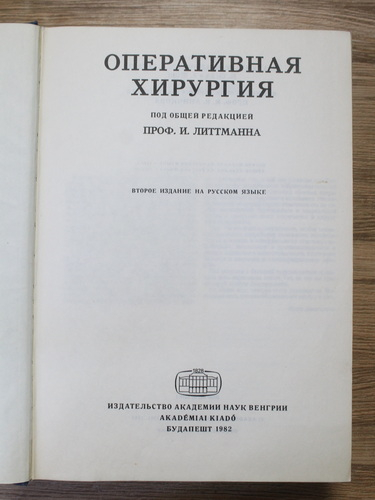 ОПЕРАТИВНАЯ
ХИРУРГИЯ
ПОД ОБЩЕЙ РЕДАКЦИЕЙ
ПРОФ. И. ЛИТТМАННА
ВТОРОЕ ИЗДАНИЕ НА РУССКОМ ЯЗЫКЕ
1828
ИЗДАТЕЛЬСТВО АКАДЕМИИ НАУК ВЕНГРИИ
AKADÉMIAI KIADÓ
БУДАПЕШТ 1982